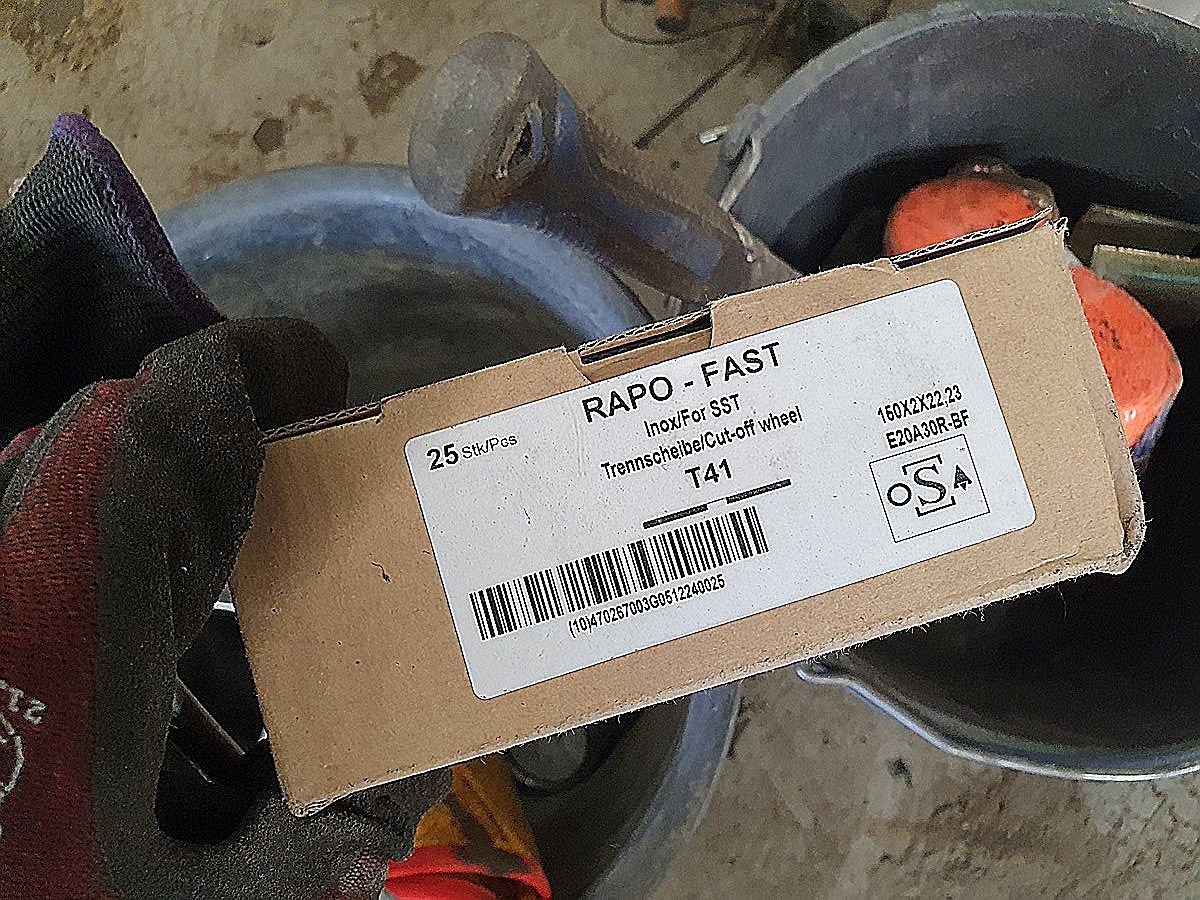 RAPO - FAST
25 Stk/Pcs
Inox/For SST
Trennscheibe/Cut-off wheel
T41
150X2X22,23
E20A30R-BF
oSA
(10)470267003G0512240025